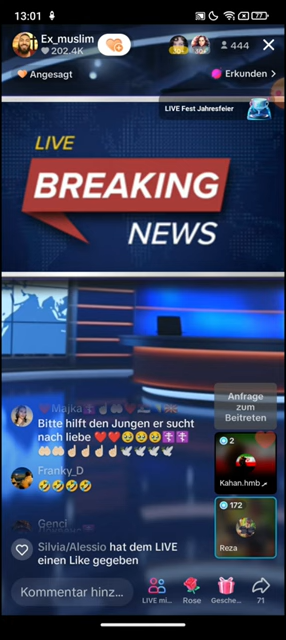 13:01
77
Ex_muslim
202.4K
444
Angesagt
Erkunden >
LIVE Fest Jahresfeier
LIVE
BREAKING
NEWS
Majka
Bitte hilft den Jungen er sucht
nach liebe
Franky_D
Genci
Silvia/Alessio hat dem LIVE
einen Like gegeben
Anfrage
zum
Beitreten
2
Kahan.hmb
172
Reza
Kommentar hinz...
LIVE mi...
Rose
Gesche...
71